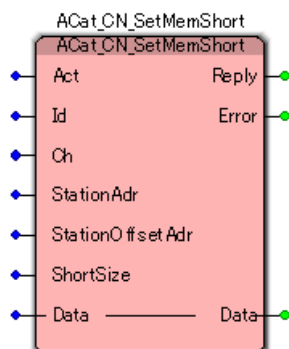 ACat_CN_SetMemShort
ACat_CN_SetMemShort
Act Reply
Id Error
Ch
StationAdr
StationOffsetAdr
ShortSize
Data Data